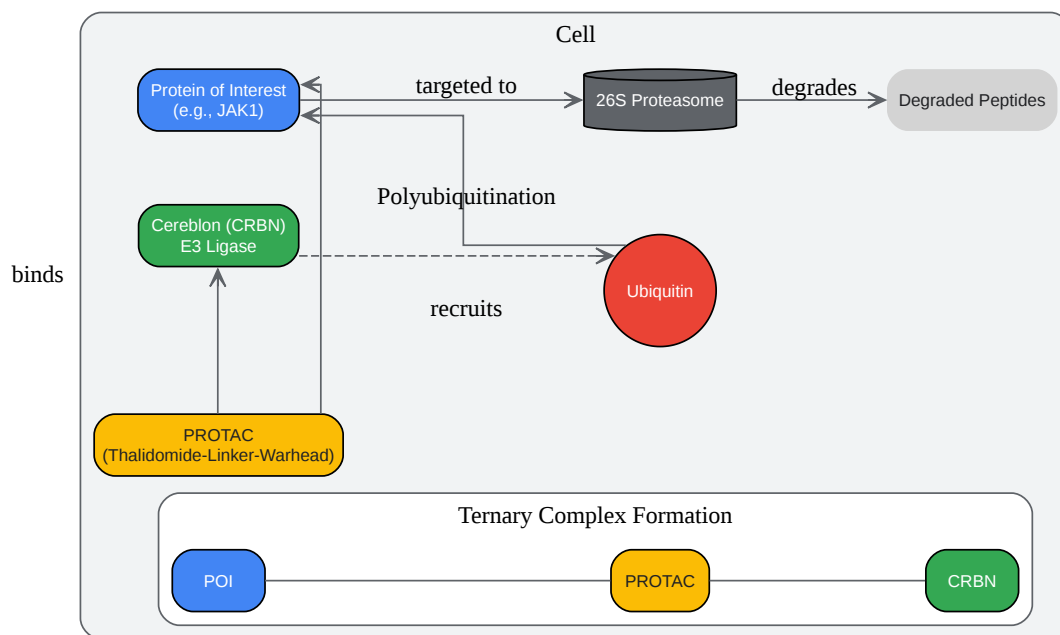 Cell
Protein of Interest
(e.g., JAK1)
targeted to
26S Proteasome
degrades
Degraded Peptides
Polyubiquitination
Cereblon (CRBN)
E3 Ligase
binds
recruits
Ubiquitin
PROTAC
(Thalidomide-Linker-Warhead)
Ternary Complex Formation
POI
PROTAC
CRBN